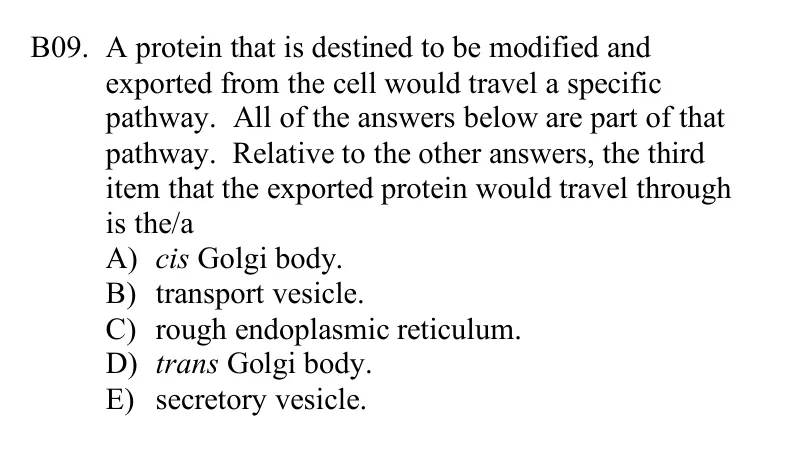 B09. A protein that is destined to be modified and
exported from the cell would travel a specific
pathway. All of the answers below are part of that
pathway. Relative to the other answers, the third
item that the exported protein would travel through
is the/a
A) cis Golgi body.
B) transport vesicle.
C) rough endoplasmic reticulum.
D) trans Golgi body.
E) secretory vesicle.